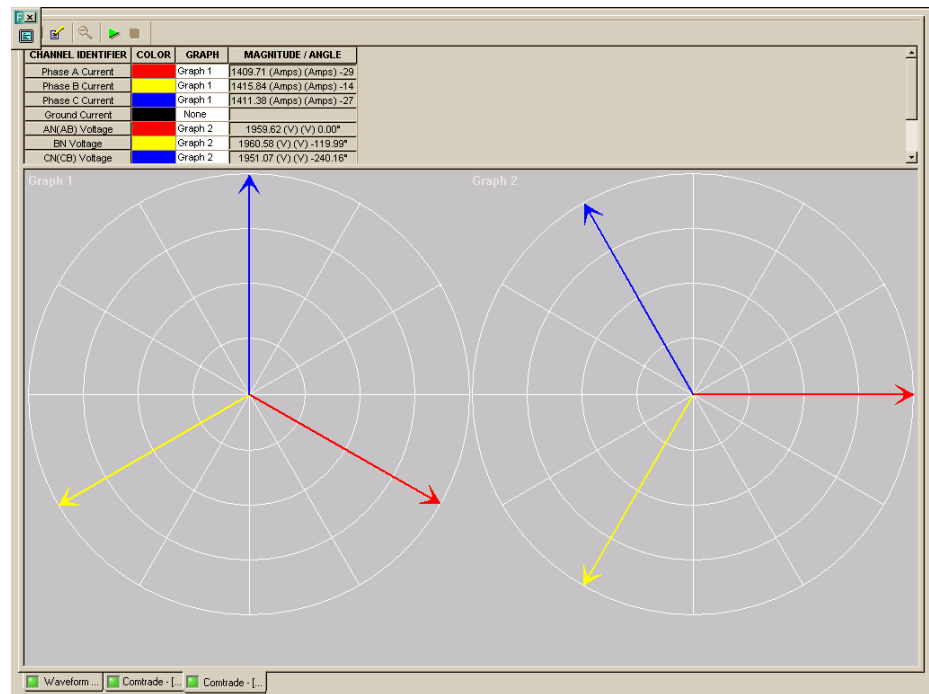 F x
CHANNEL IDENTIFIER COLOR GRAPH MAGNITUDE / ANGLE
Phase A Current Graph 1 1409.71 (Amps) (Amps) -29
Phase B Current Graph 1 1415.84 (Amps) (Amps) -14
Phase C Current Graph 1 1411.38 (Amps) (Amps) -27
Ground Current None
AN(AB) Voltage Graph 2 1959.62 (V) (V) 0.00°
BN Voltage Graph 2 1960.58 (V) (V) -119.99°
CN(CB) Voltage Graph 2 1951.07 (V) (V) -240.16°
Graph 1 Graph 2
Waveform ... Comtrade - [... Comtrade - [...